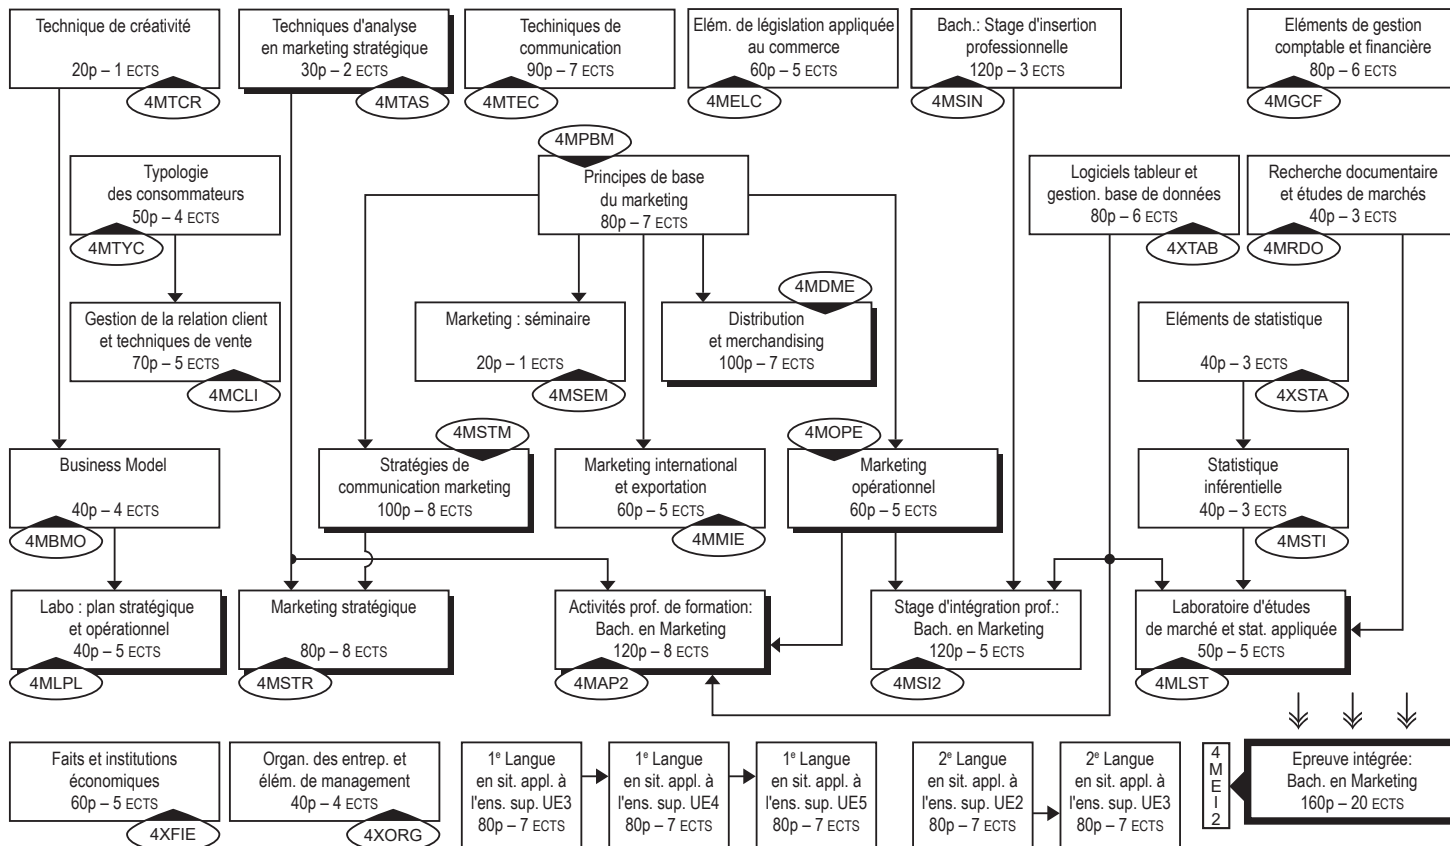 Technique de créativité
20p – 1 ECTS
4MTCR
Techniques d'analyse
en marketing stratégique
30p – 2 ECTS
4MTAS
Techiniques de
communication
90p – 7 ECTS
4MTEC
Elém. de législation appliquée
au commerce
60p – 5 ECTS
4MELC
Bach.: Stage d'insertion
professionnelle
120p – 3 ECTS
4MSIN
Eléments de gestion
comptable et financière
80p – 6 ECTS
4MGCF
Typologie
des consommateurs
50p – 4 ECTS
4MTYC
4MPBM
Principes de base
du marketing
80p – 7 ECTS
Logiciels tableur et
gestion. base de données
80p – 6 ECTS
4XTAB
Recherche documentaire
et études de marchés
40p – 3 ECTS
4MRDO
Gestion de la relation client
et techniques de vente
70p – 5 ECTS
4MCLI
Marketing : séminaire
20p – 1 ECTS
4MSEM
4MDME
Distribution
et merchandising
100p – 7 ECTS
Eléments de statistique
40p – 3 ECTS
4XSTA
Business Model
40p – 4 ECTS
4MBMO
4MSTM
Stratégies de
communication marketing
100p – 8 ECTS
Marketing international
et exportation
60p – 5 ECTS
4MMIE
4MOPE
Marketing
opérationnel
60p – 5 ECTS
Statistique
inférentielle
40p – 3 ECTS
4MSTI
Labo : plan stratégique
et opérationnel
40p – 5 ECTS
4MLPL
Marketing stratégique
80p – 8 ECTS
4MSTR
Activités prof. de formation:
Bach. en Marketing
120p – 8 ECTS
4MAP2
Stage d'intégration prof.:
Bach. en Marketing
120p – 5 ECTS
4MSI2
Laboratoire d'études
de marché et stat. appliquée
50p – 5 ECTS
4MLST
Faits et institutions
économiques
60p – 5 ECTS
4XFIE
Organ. des entrep. et
élém. de management
40p – 4 ECTS
4XORG
1e Langue
en sit. appl. à
l'ens. sup. UE3
80p – 7 ECTS
1e Langue
en sit. appl. à
l'ens. sup. UE4
80p – 7 ECTS
1e Langue
en sit. appl. à
l'ens. sup. UE5
80p – 7 ECTS
2e Langue
en sit. appl. à
l'ens. sup. UE2
80p – 7 ECTS
2e Langue
en sit. appl. à
l'ens. sup. UE3
80p – 7 ECTS
4MEI2
Epreuve intégrée:
Bach. en Marketing
160p – 20 ECTS